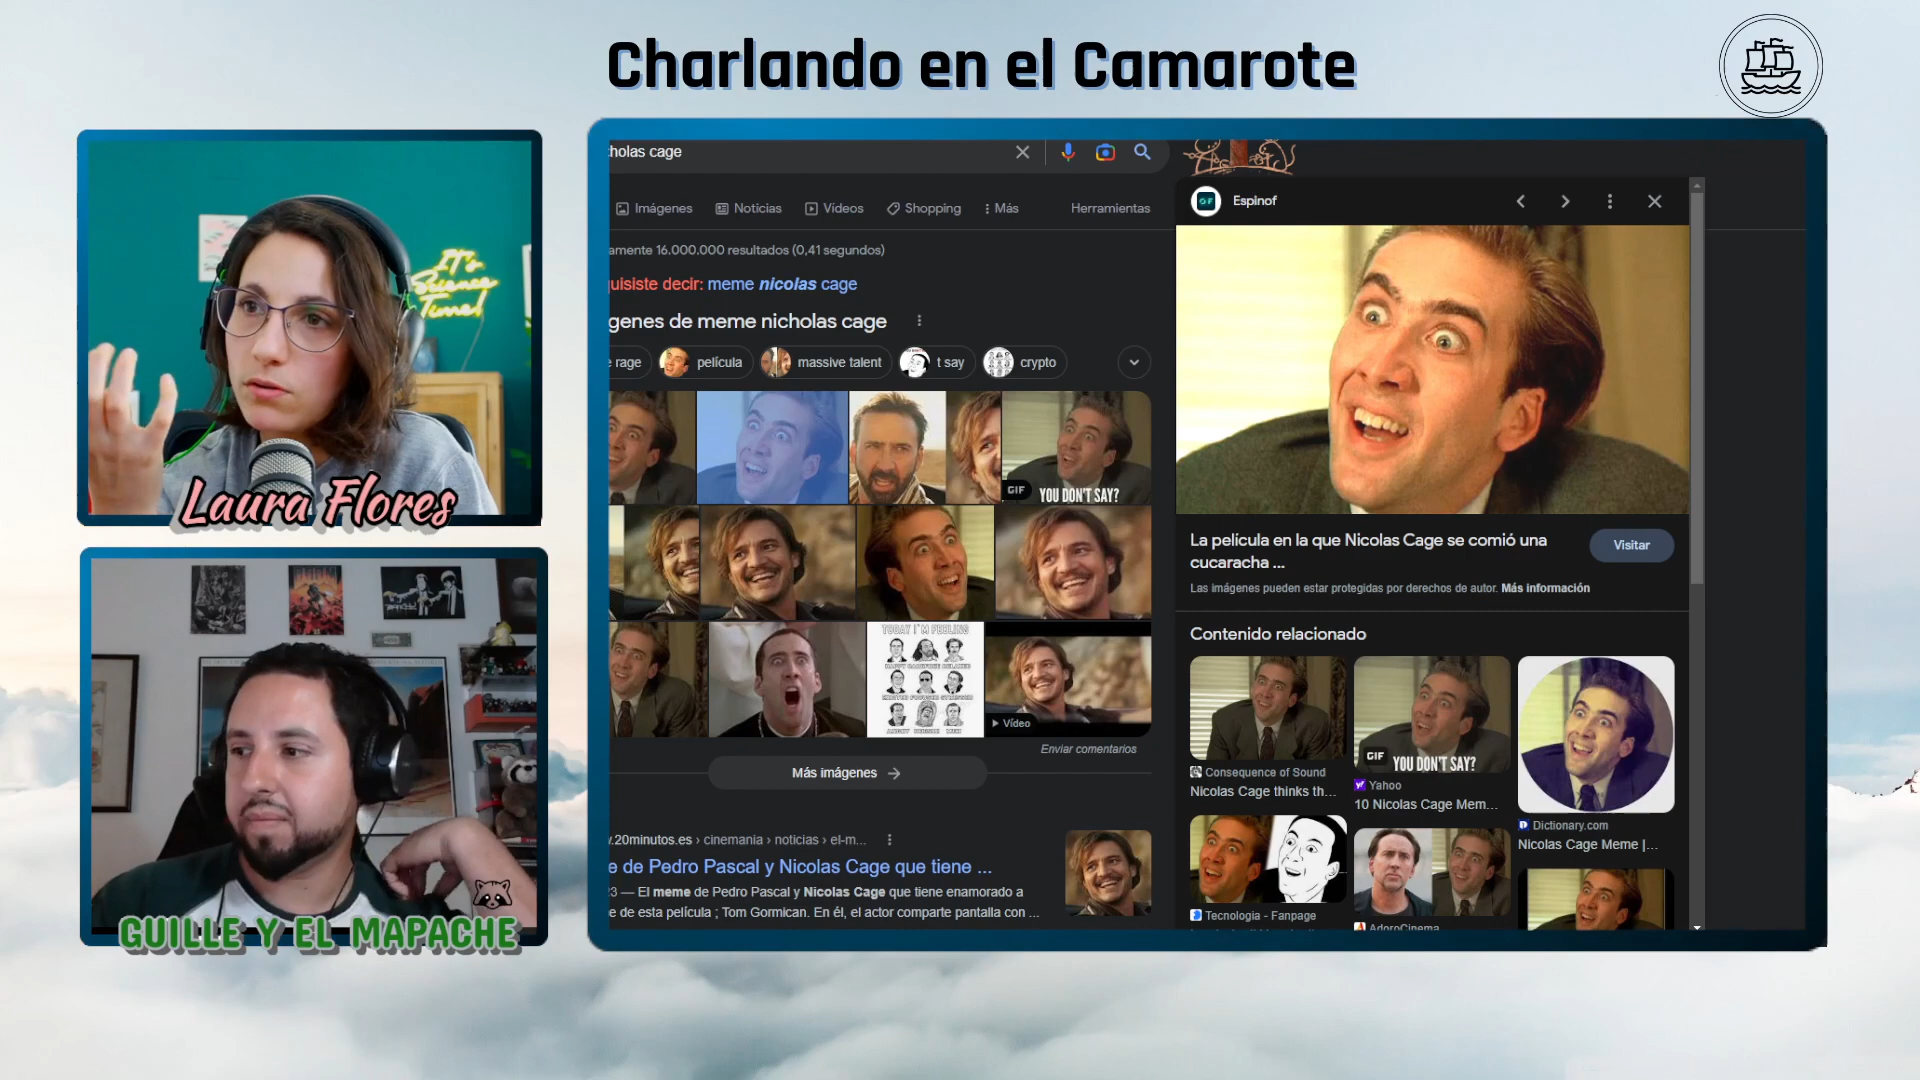 Charlando en el Camarote
IT'S
Science
Time!
Laura Flores
GUILLE Y EL MAPACHE
holas cage
Imágenes
Noticias
Vídeos
Shopping
Más
Herramientas
amente 16.000.000 resultados (0,41 segundos)
uisiste decir: meme nicolas cage
genes de meme nicholas cage
rage
película
massive talent
t say
crypto
GIF
YOU DON'T SAY?
TODAY I'M FEELING
Vídeo
Enviar comentarios
Más imágenes
.20minutos.es › cinemania › noticias › el-m...
e de Pedro Pascal y Nicolas Cage que tiene ...
3 — El meme de Pedro Pascal y Nicolas Cage que tiene enamorado a
e de esta película ; Tom Gormican. En él, el actor comparte pantalla con ...
Espinof
La película en la que Nicolas Cage se comió una
cucaracha ...
Visitar
Las imágenes pueden estar protegidas por derechos de autor. Más información
Contenido relacionado
Consequence of Sound
Nicolas Cage thinks th...
GIF
YOU DON'T SAY?
Yahoo
10 Nicolas Cage Mem...
Dictionary.com
Nicolas Cage Meme |...
Tecnologia - Fanpage
AdoroCinema